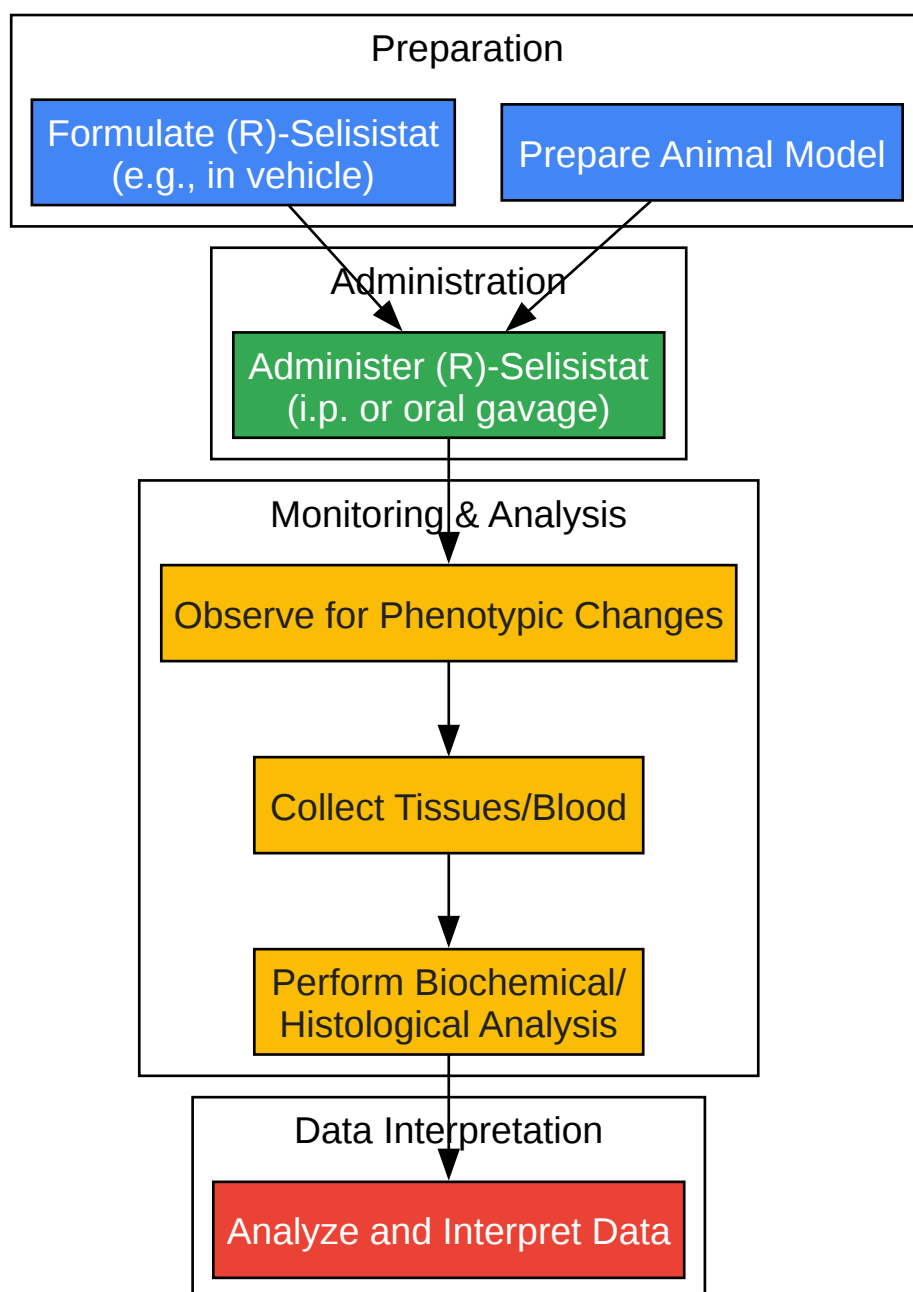 Preparation
Formulate (R)-Selisistat
(e.g., in vehicle)
Prepare Animal Model
Administration
Administer (R)-Selisistat
(i.p. or oral gavage)
Monitoring & Analysis
Observe for Phenotypic Changes
Collect Tissues/Blood
Perform Biochemical/
Histological Analysis
Data Interpretation
Analyze and Interpret Data